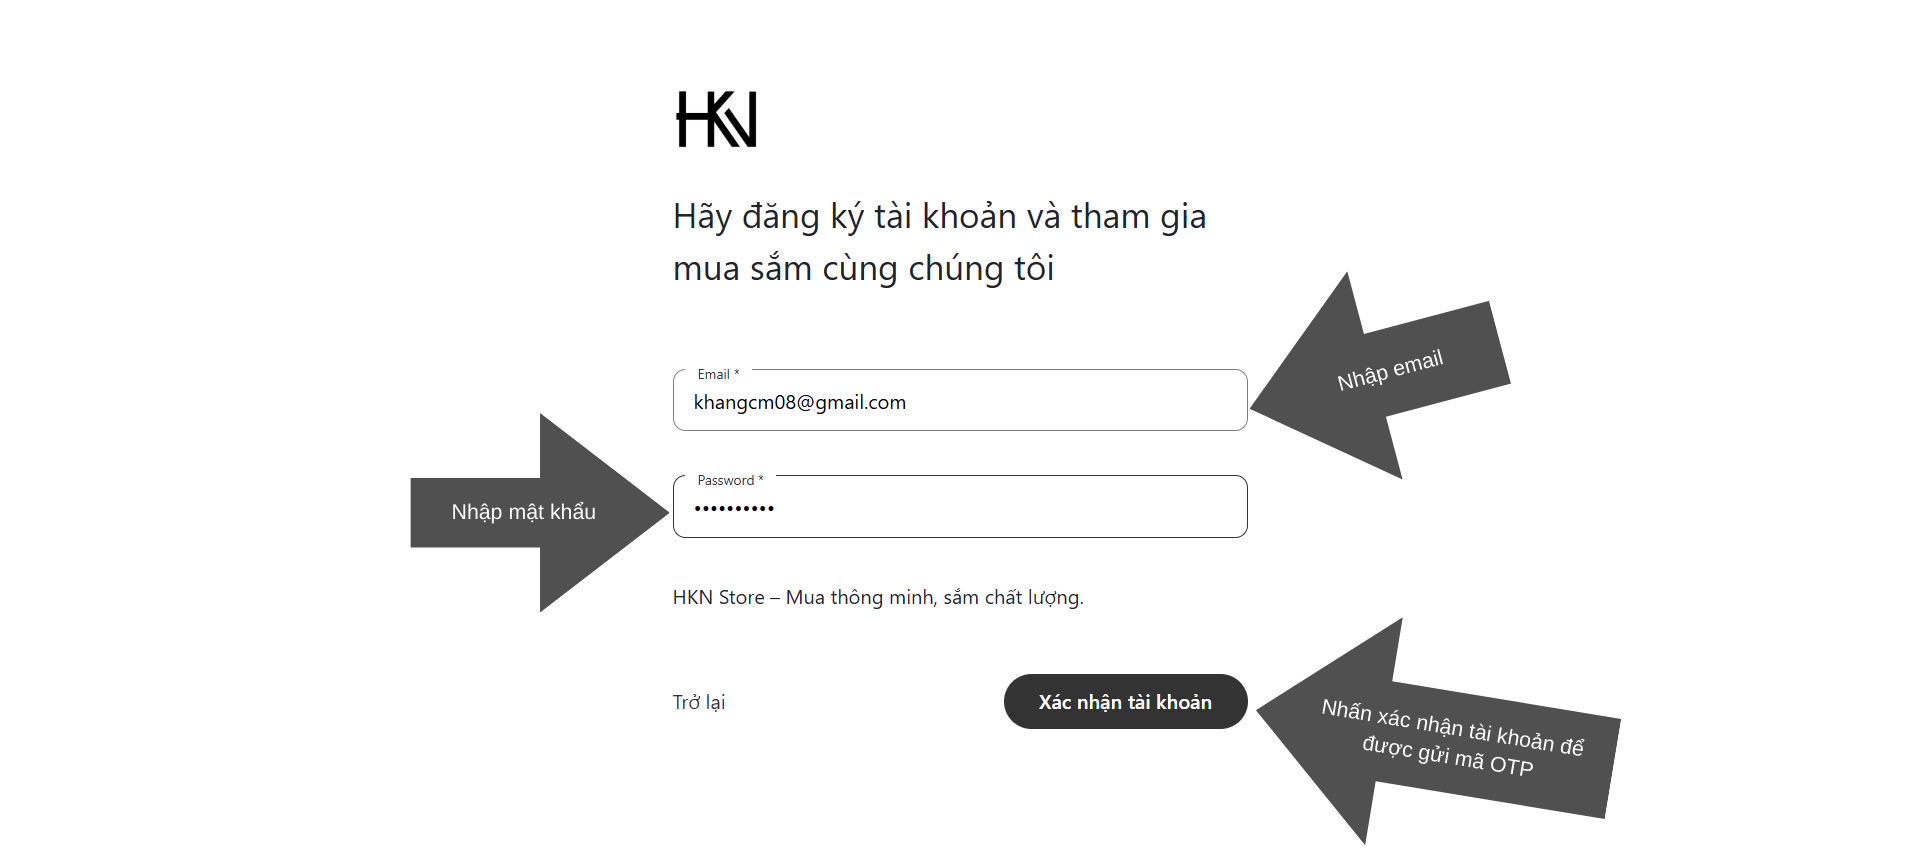 HKN
Hãy đăng ký tài khoản và tham gia
mua sắm cùng chúng tôi
Nhập email
Email *
khangcm08@gmail.com
Password *
••••••••••
Nhập mật khẩu
HKN Store – Mua thông minh, sắm chất lượng.
Trở lại
Xác nhận tài khoản
Nhấn xác nhận tài khoản để
được gửi mã OTP